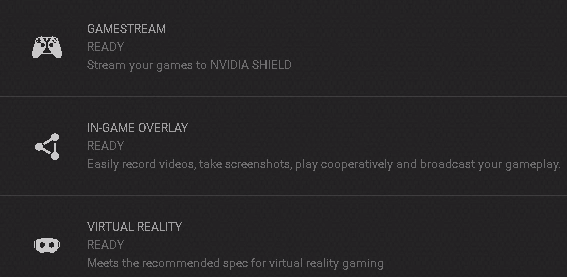 GAMESTREAM
READY
Stream your games to NVIDIA SHIELD
IN-GAME OVERLAY
READY
Easily record videos, take screenshots, play cooperatively and broadcast your gameplay.
VIRTUAL REALITY
READY
Meets the recommended spec for virtual reality gaming